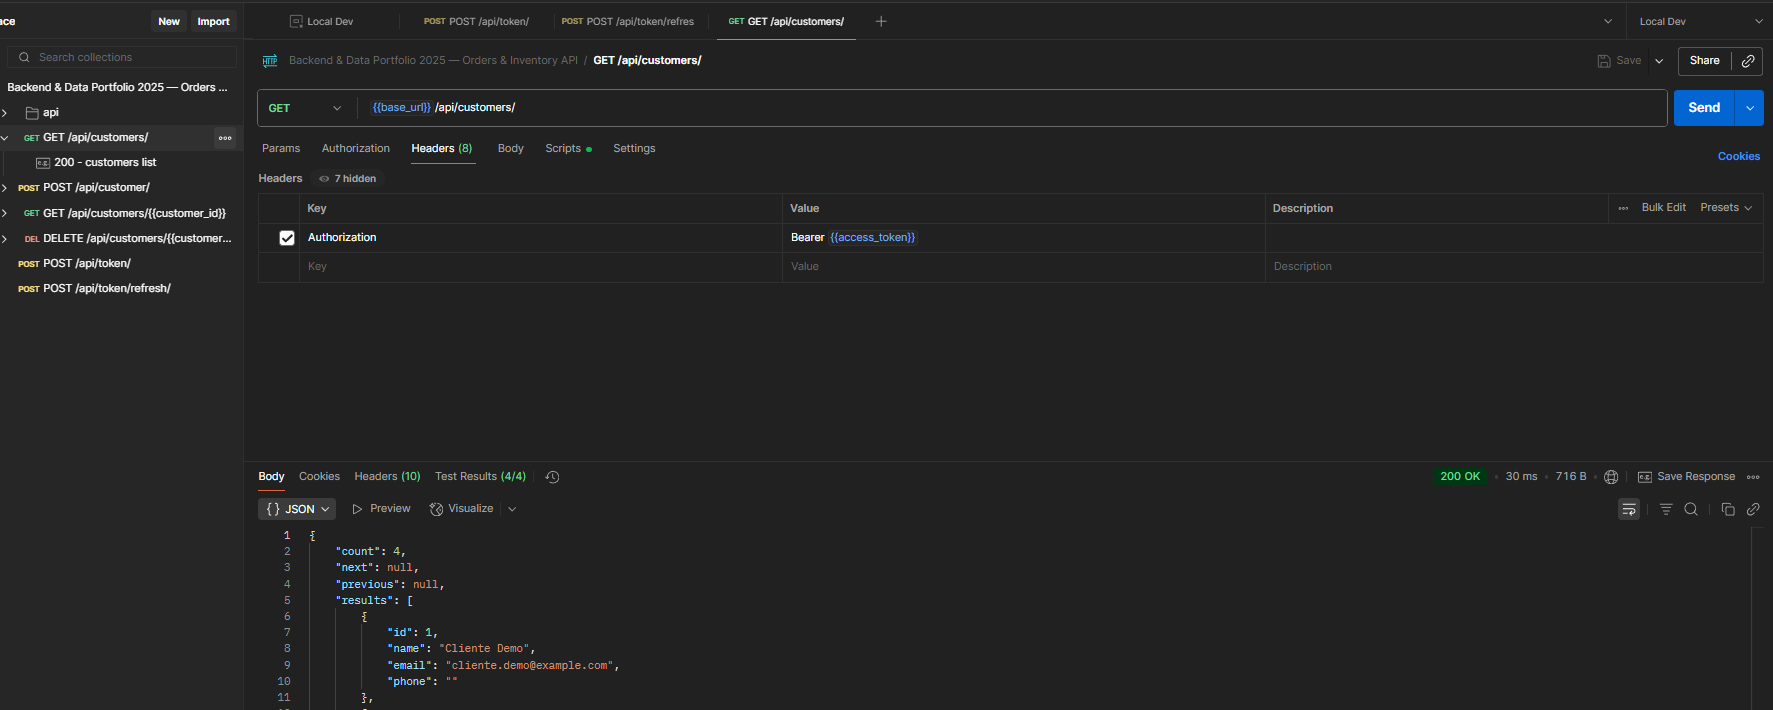 ace
New
Import
Local Dev
POST POST /api/token/
POST POST /api/token/refres
GET GET /api/customers/
Local Dev
Search collections
Backend & Data Portfolio 2025 — Orders ...
api
GET GET /api/customers/
200 - customers list
POST POST /api/customer/
GET GET /api/customers/{{customer_id}}
DEL DELETE /api/customers/{{customer...
POST POST /api/token/
POST POST /api/token/refresh/
HTTP Backend & Data Portfolio 2025 — Orders & Inventory API / GET /api/customers/
Save
Share
GET
{{base_url}} /api/customers/
Send
Params
Authorization
Headers (8)
Body
Scripts
Settings
Cookies
Headers
7 hidden
Key
Value
Description
Bulk Edit
Presets
Authorization
Bearer {{access_token}}
Key
Value
Description
Body
Cookies
Headers (10)
Test Results (4/4)
200 OK
30 ms
716 B
e.g.
Save Response
{} JSON
Preview
Visualize
1 {
2 "count": 4,
3 "next": null,
4 "previous": null,
5 "results": [
6 {
7 "id": 1,
8 "name": "Cliente Demo",
9 "email": "cliente.demo@example.com",
10 "phone": ""
11 },